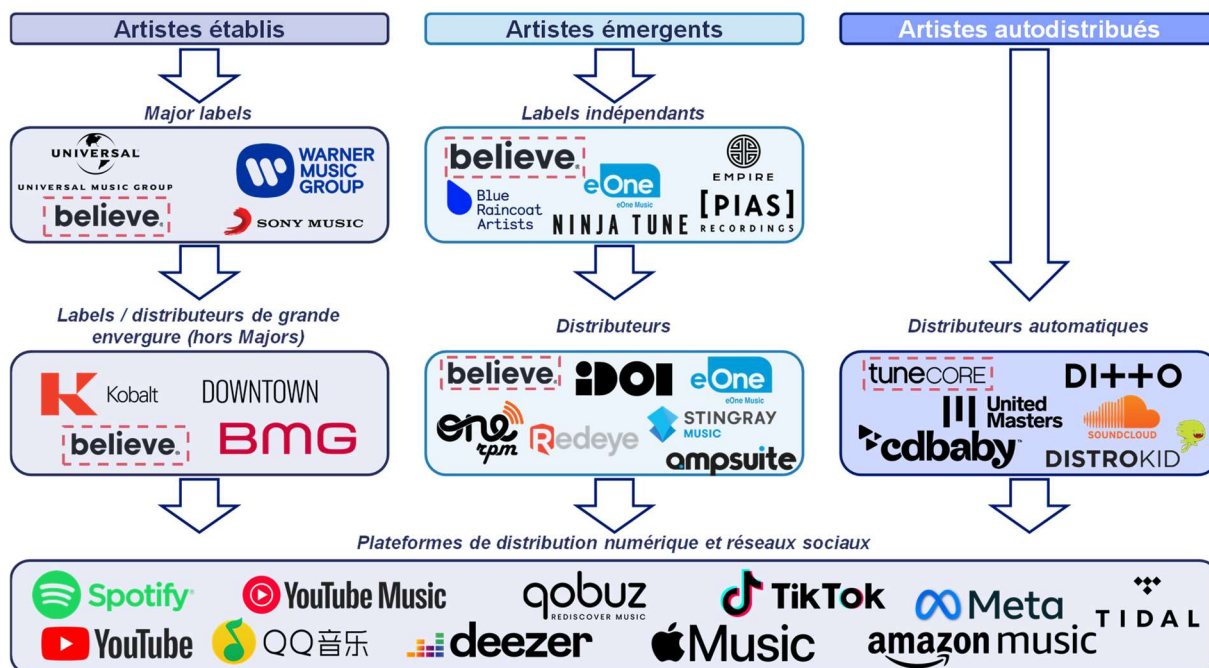 Artistes établis
Artistes émergents
Artistes autodistribués
Major labels
UNIVERSAL
UNIVERSAL MUSIC GROUP
WARNER
MUSIC
GROUP
believe.
SONY MUSIC
Labels indépendants
believe.
eOne
eOne Music
EMPIRE
Blue
Raincoat
Artists
NINJA TUNE
[PIAS]
RECORDINGS
Labels / distributeurs de grande
envergure (hors Majors)
Kobalt
DOWNTOWN
believe.
BMG
Distributeurs
believe.
iDOl
eOne
eOne Music
one
rpm
Redeye
STINGRAY
MUSIC
ampsuite
Distributeurs automatiques
tuneCORE
DITTO
United
Masters
SOUNDCLOUD
cdbaby™
DISTROKID
Plateformes de distribution numérique et réseaux sociaux
Spotify®
YouTube Music
qobuz
REDISCOVER MUSIC
TikTok
Meta
TIDAL
YouTube
QQ音乐
deezer
Music
amazon music